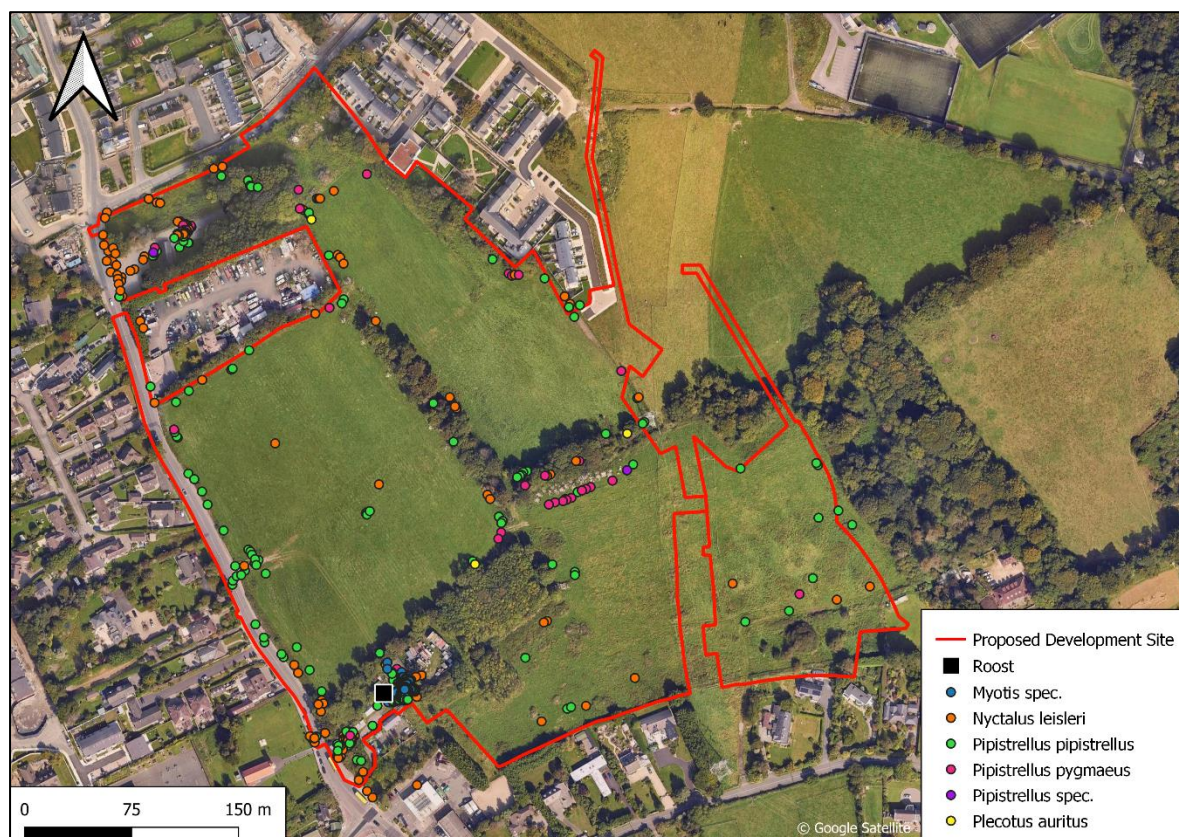 Proposed Development Site
Roost
Myotis spec.
Nyctalus leisleri
Pipistrellus pipistrellus
Pipistrellus pygmaeus
Pipistrellus spec.
Plecotus auritus
0 75 150 m
© Google Satellite